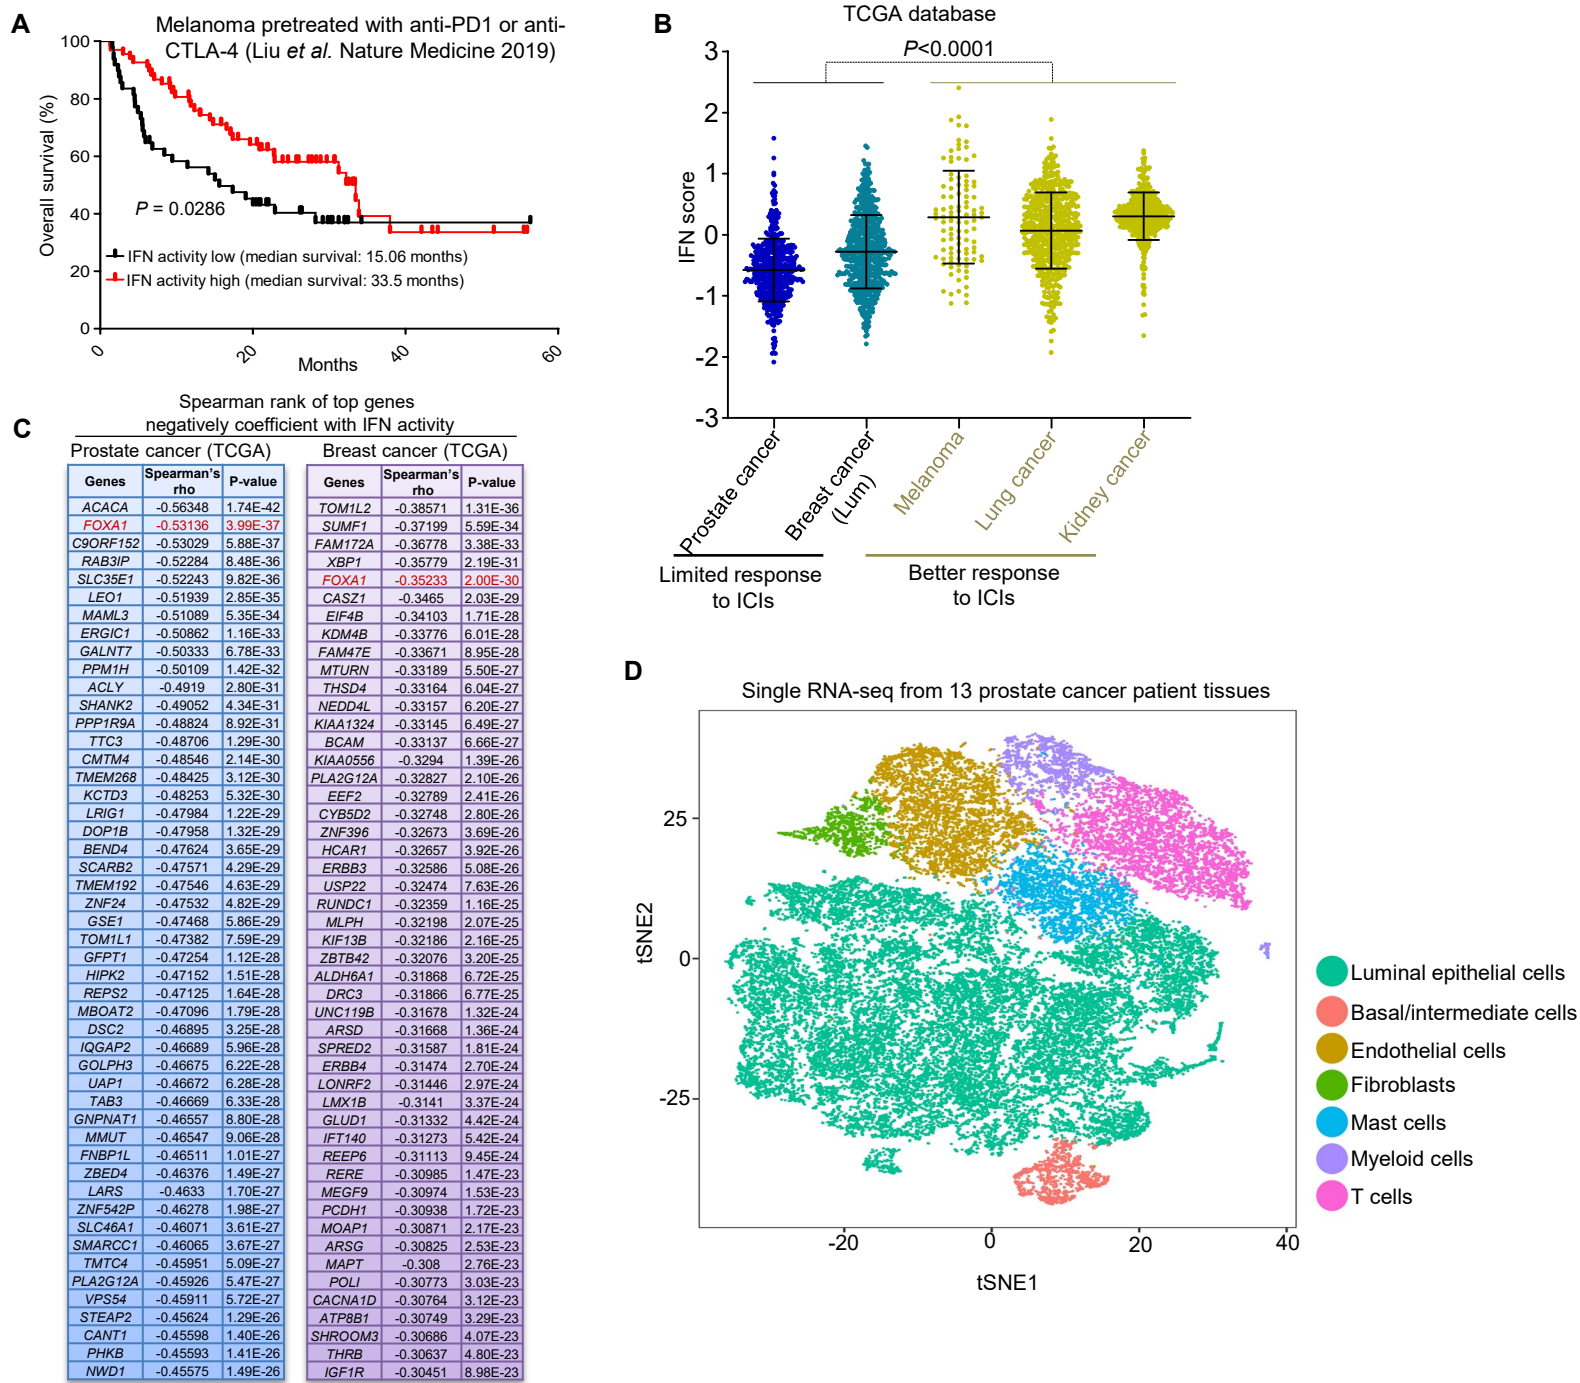 A
Melanoma pretreated with anti-PD1 or anti-
CTLA-4 (Liu et al. Nature Medicine 2019)
Overall survival (%)
100
80
60
40
20
0
P = 0.0286
IFN activity low (median survival: 15.06 months)
IFN activity high (median survival: 33.5 months)
0
20
40
60
Months
B
TCGA database
P<0.0001
IFN score
3
2
1
0
-1
-2
-3
Prostate cancer
Breast cancer
(Lum)
Melanoma
Lung cancer
Kidney cancer
Limited response
to ICIs
Better response
to ICIs
C
Spearman rank of top genes
negatively coefficient with IFN activity
Prostate cancer (TCGA)
Genes Spearman's rho P-value
ACACA -0.56348 1.74E-42
FOXA1 -0.53136 3.99E-37
C9ORF152 -0.53029 5.88E-37
RAB3IP -0.52284 8.48E-36
SLC35E1 -0.52243 9.82E-36
LEO1 -0.51939 2.85E-35
MAML3 -0.51089 5.35E-34
ERGIC1 -0.50862 1.16E-33
GALNT7 -0.50333 6.78E-33
PPM1H -0.50109 1.42E-32
ACLY -0.4919 2.80E-31
SHANK2 -0.49052 4.34E-31
PPP1R9A -0.48824 8.92E-31
TTC3 -0.48706 1.29E-30
CMTM4 -0.48546 2.14E-30
TMEM268 -0.48425 3.12E-30
KCTD3 -0.48253 5.32E-30
LRIG1 -0.47984 1.22E-29
DOP1B -0.47958 1.32E-29
BEND4 -0.47624 3.65E-29
SCARB2 -0.47571 4.29E-29
TMEM192 -0.47546 4.63E-29
ZNF24 -0.47532 4.82E-29
GSE1 -0.47468 5.86E-29
TOM1L1 -0.47382 7.59E-29
GFPT1 -0.47254 1.12E-28
HIPK2 -0.47152 1.51E-28
REPS2 -0.47125 1.64E-28
MBOAT2 -0.47096 1.79E-28
DSC2 -0.46895 3.25E-28
IQGAP2 -0.46689 5.96E-28
GOLPH3 -0.46675 6.22E-28
UAP1 -0.46672 6.28E-28
TAB3 -0.46669 6.33E-28
GNPNAT1 -0.46557 8.80E-28
MMUT -0.46547 9.06E-28
FNBP1L -0.46511 1.01E-27
ZBED4 -0.46376 1.49E-27
LARS -0.4633 1.70E-27
ZNF542P -0.46278 1.98E-27
SLC46A1 -0.46071 3.61E-27
SMARCC1 -0.46065 3.67E-27
TMTC4 -0.45951 5.09E-27
PLA2G12A -0.45926 5.47E-27
VPS54 -0.45911 5.72E-27
STEAP2 -0.45624 1.29E-26
CANT1 -0.45598 1.40E-26
PHKB -0.45593 1.41E-26
NWD1 -0.45575 1.49E-26
Breast cancer (TCGA)
Genes Spearman's rho P-value
TOM1L2 -0.38571 1.31E-36
SUMF1 -0.37199 5.59E-34
FAM172A -0.36778 3.38E-33
XBP1 -0.35779 2.19E-31
FOXA1 -0.35233 2.00E-30
CASZ1 -0.3465 2.03E-29
EIF4B -0.34103 1.71E-28
KDM4B -0.33776 6.01E-28
FAM47E -0.33671 8.95E-28
MTURN -0.33189 5.50E-27
THSD4 -0.33164 6.04E-27
NEDD4L -0.33157 6.20E-27
KIAA1324 -0.33145 6.49E-27
BCAM -0.33137 6.66E-27
KIAA0556 -0.3294 1.39E-26
PLA2G12A -0.32827 2.10E-26
EEF2 -0.32789 2.41E-26
CYB5D2 -0.32748 2.80E-26
ZNF396 -0.32673 3.69E-26
HCAR1 -0.32657 3.92E-26
ERBB3 -0.32586 5.08E-26
USP22 -0.32474 7.63E-26
RUNDC1 -0.32359 1.16E-25
MLPH -0.32198 2.07E-25
KIF13B -0.32186 2.16E-25
ZBTB42 -0.32076 3.20E-25
ALDH6A1 -0.31868 6.72E-25
DRC3 -0.31866 6.77E-25
UNC119B -0.31678 1.32E-24
ARSD -0.31668 1.36E-24
SPRED2 -0.31587 1.81E-24
ERBB4 -0.31474 2.70E-24
LONRF2 -0.31446 2.97E-24
LMX1B -0.3141 3.37E-24
GLUD1 -0.31332 4.42E-24
IFT140 -0.31273 5.42E-24
REEP6 -0.31113 9.45E-24
RERE -0.30985 1.47E-23
MEGF9 -0.30974 1.53E-23
PCDH1 -0.30938 1.72E-23
MOAP1 -0.30871 2.17E-23
ARSG -0.30825 2.53E-23
MAPT -0.308 2.76E-23
POLI -0.30773 3.03E-23
CACNA1D -0.30764 3.12E-23
ATP8B1 -0.30749 3.29E-23
SHROOM3 -0.30686 4.07E-23
THRB -0.30637 4.80E-23
IGF1R -0.30451 8.98E-23
D
Single RNA-seq from 13 prostate cancer patient tissues
tSNE2
25
0
-25
-20
0
20
40
tSNE1
Luminal epithelial cells
Basal/intermediate cells
Endothelial cells
Fibroblasts
Mast cells
Myeloid cells
T cells